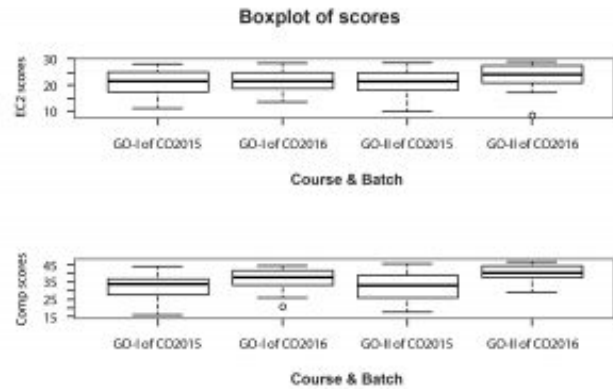 Boxplot of scores
EC2 scores
30
20
10
GO-I of CO2015 GO-I of CO2016 GO-II of CO2015 GO-II of CO2016
Course & Batch
Comp scores
45
35
25
15
GO-I of CO2015 GO-I of CO2016 GO-II of CO2015 GO-II of CO2016
Course & Batch